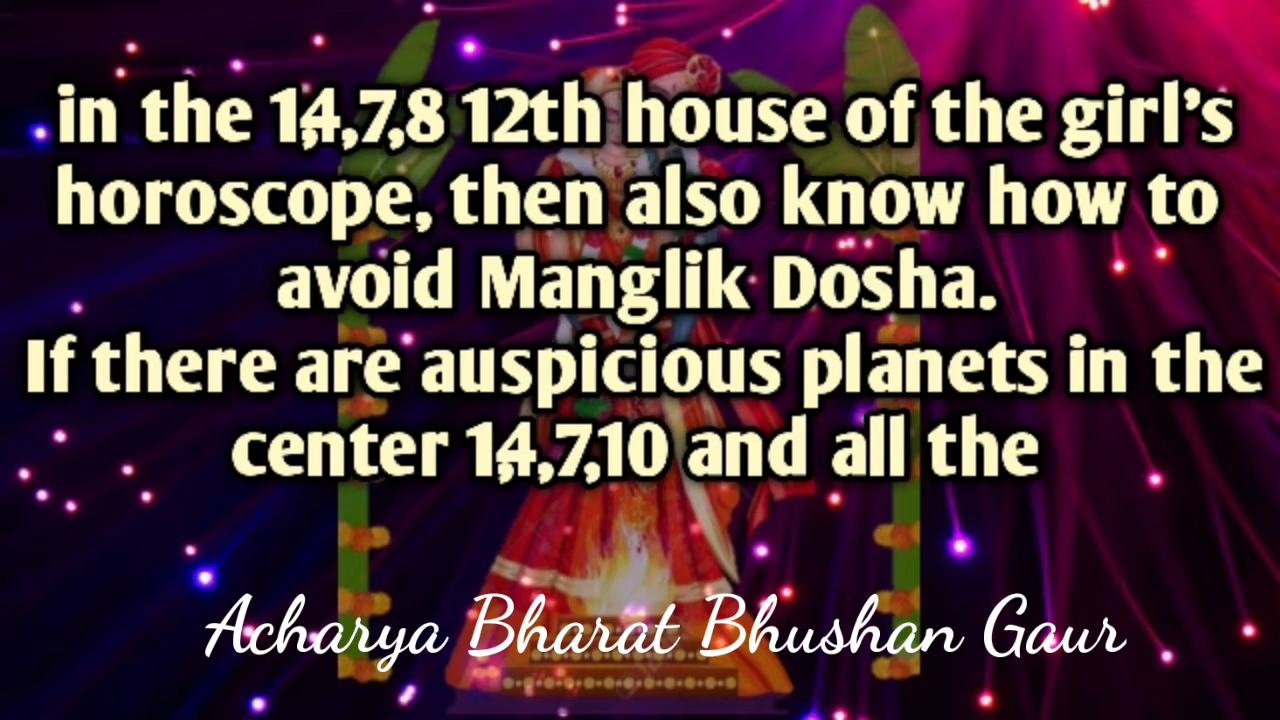 in the 1,4,7,8 12th house of the girl's
horoscope, then also know how to
avoid Manglik Dosha.
If there are auspicious planets in the
center 1,4,7,10 and all the
Acharya Bharat Bhushan Gaur